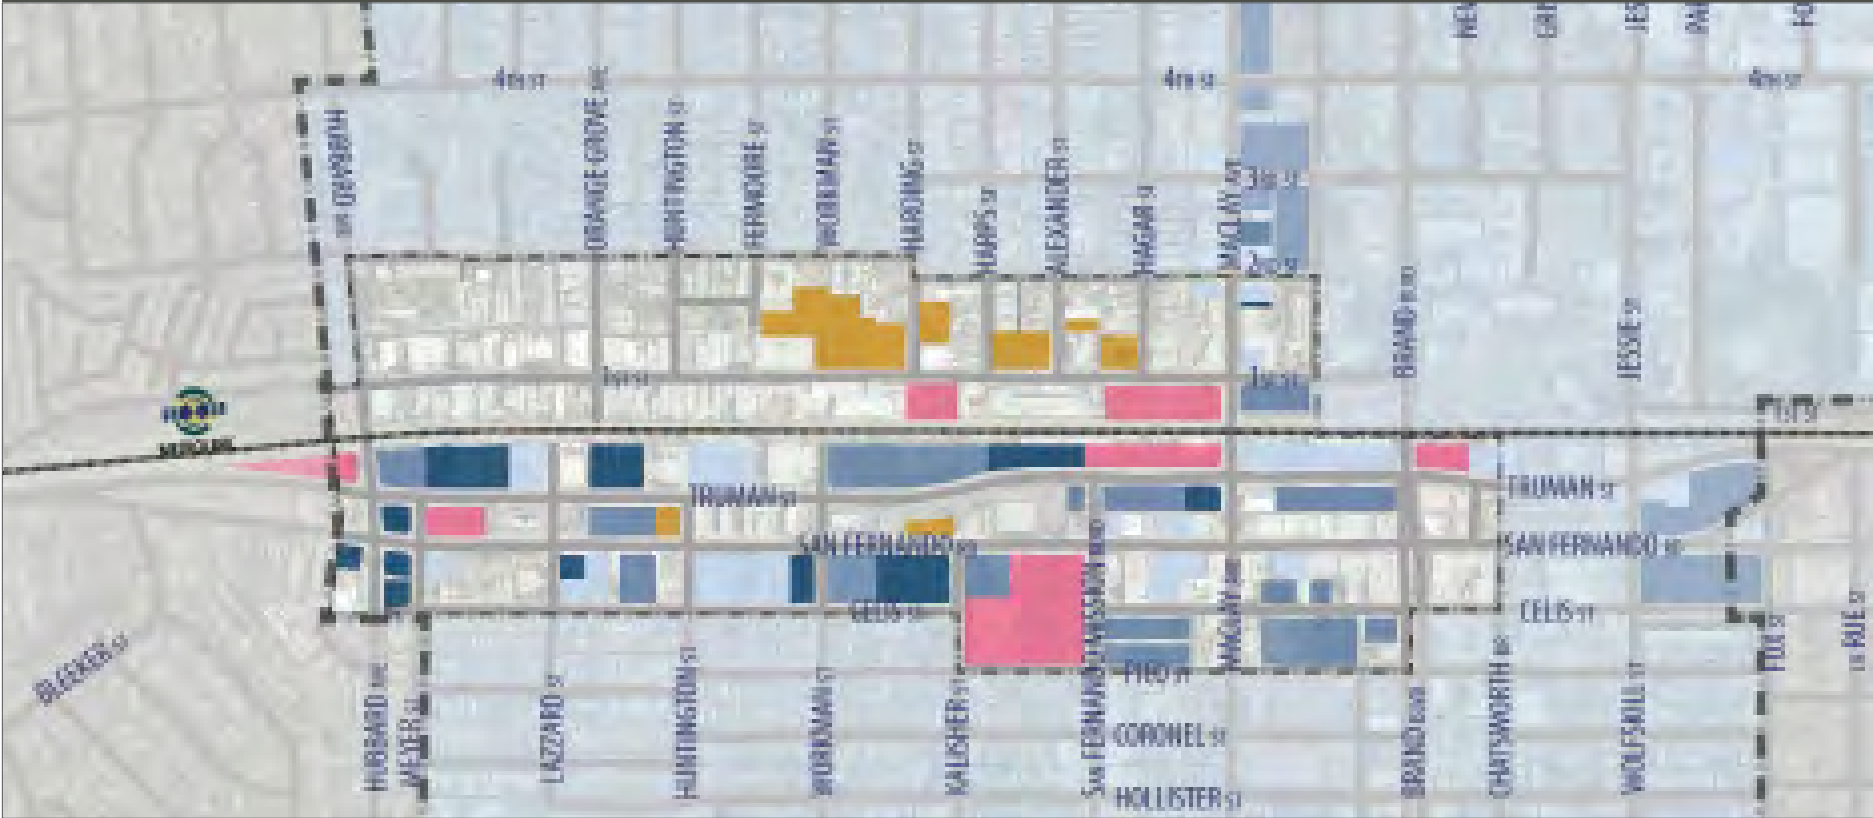 4TH ST
4TH ST
4TH ST
HUBBARD AVE
ORANGE GROVE AVE
HUNTINGTON ST
FERMOORE ST
WORKMAN ST
HARDING ST
HARPS ST
ALEXANDER ST
HAGAR ST
MACLAY AVE
3RD ST
2ND ST
BRAND BLVD
JESSIE ST
1ST ST
1ST ST
1ST ST
METROLINK
TRUMAN ST
TRUMAN ST
SAN FERNANDO RD
SAN FERNANDO RD
CELIS ST
CELIS ST
PICO ST
CORONEL ST
HOLLISTER ST
BLEEKER ST
HUBBARD AVE
MEYER ST
LAZZARD ST
HUNTINGTON ST
WORKMAN ST
KALISHER ST
SAN FERNANDO MISSION BLVD
MACLAY AVE
BRAND BLVD
CHATSWORTH DR
WOLFSKILL ST
FOX ST
LA RUE ST